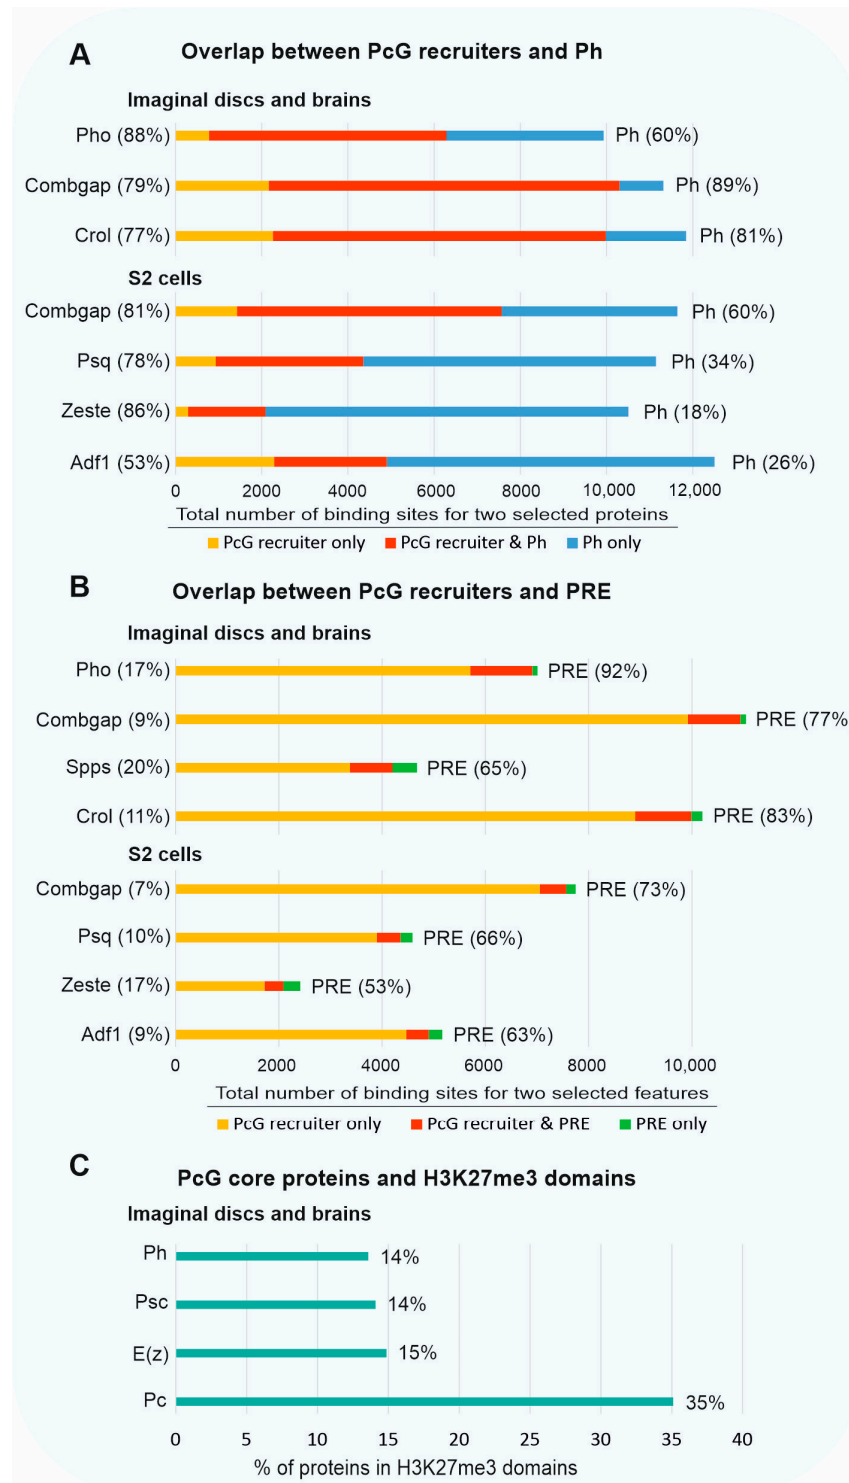 A Overlap between PcG recruiters and Ph
Imaginal discs and brains
Pho (88%) Ph (60%)
Combgap (79%) Ph (89%)
Crol (77%) Ph (81%)
S2 cells
Combgap (81%) Ph (60%)
Psq (78%) Ph (34%)
Zeste (86%) Ph (18%)
Adf1 (53%) Ph (26%)
0 2000 4000 6000 8000 10,000 12,000
Total number of binding sites for two selected proteins
PcG recruiter only PcG recruiter & Ph Ph only
B Overlap between PcG recruiters and PRE
Imaginal discs and brains
Pho (17%) PRE (92%)
Combgap (9%) PRE (77%
Spps (20%) PRE (65%)
Crol (11%) PRE (83%)
S2 cells
Combgap (7%) PRE (73%)
Psq (10%) PRE (66%)
Zeste (17%) PRE (53%)
Adf1 (9%) PRE (63%)
0 2000 4000 6000 8000 10,000
Total number of binding sites for two selected features
PcG recruiter only PcG recruiter & PRE PRE only
C PcG core proteins and H3K27me3 domains
Imaginal discs and brains
Ph 14%
Psc 14%
E(z) 15%
Pc 35%
0 5 10 15 20 25 30 35 40
% of proteins in H3K27me3 domains